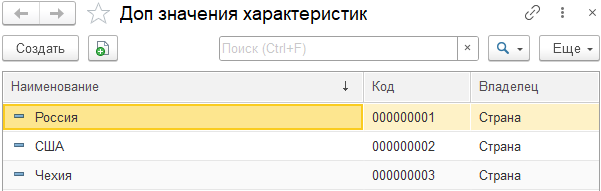 Доп значения характеристик
Создать Поиск (Ctrl+F) Еще
Наименование Код Владелец
Россия 000000001 Страна
США 000000002 Страна
Чехия 000000003 Страна